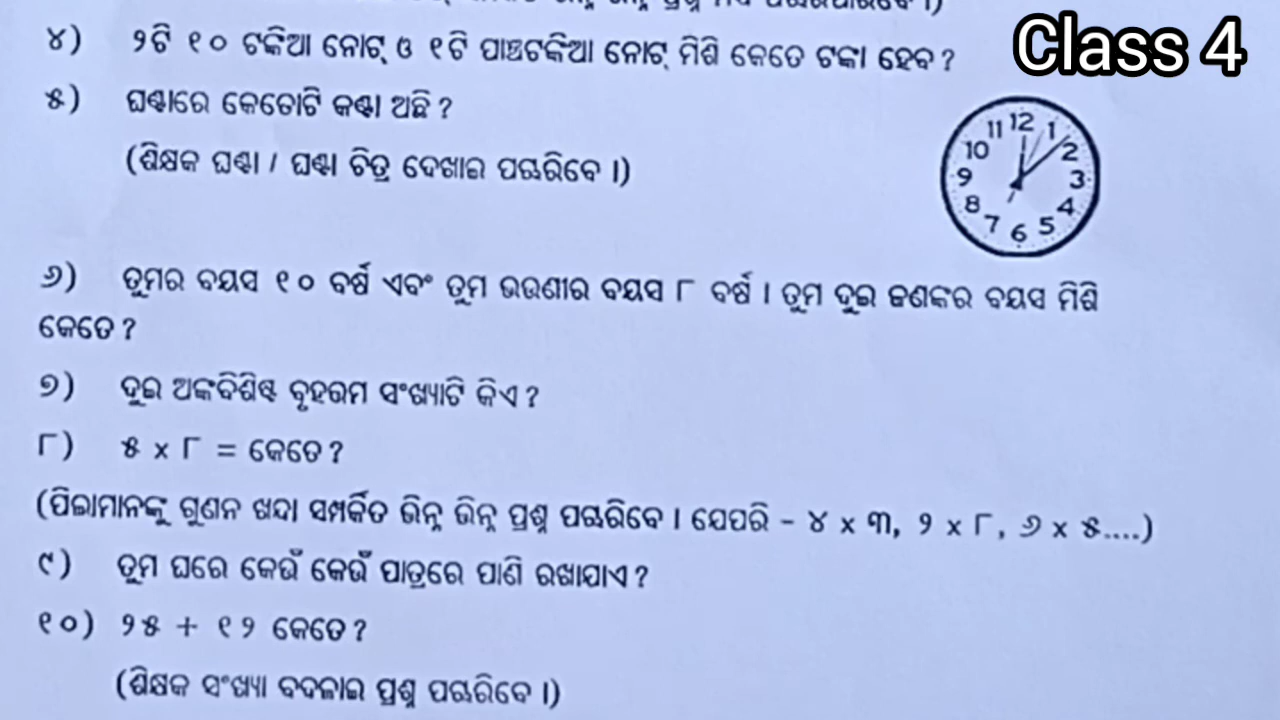 Class 4
୪) ୨ଟି ୧୦ ଟଙ୍କିଆ ନୋଟ୍ ଓ ୧ଟି ପାଞ୍ଚଟଙ୍କିଆ ନୋଟ୍ ମିଶି କେତେ ଟଙ୍କା ହେବ ?
୫) ଘଣ୍ଟାରେ କେତୋଟି କଣ୍ଟା ଅଛି ?
(ଶିକ୍ଷକ ଘଣ୍ଟା / ଘଣ୍ଟା ଚିତ୍ର ଦେଖାଇ ପଚାରିବେ ।)
12 1 2 3 4 5 6 7 8 9 10 11
୬) ତୁମର ବୟସ ୧୦ ବର୍ଷ ଏବଂ ତୁମ ଭଉଣୀର ବୟସ ୮ ବର୍ଷ । ତୁମ ଦୁଇ ଜଣଙ୍କର ବୟସ ମିଶି
କେତେ ?
୭) ଦୁଇ ଅଙ୍କବିଶିଷ୍ଟ ବୃହତ୍ତମ ସଂଖ୍ୟାଟି କିଏ ?
୮) ୫ x ୮ = କେତେ ?
(ପିଲାମାନଙ୍କୁ ଗୁଣନ ଖଦା ସମ୍ପର୍କିତ ଭିନ୍ନ ଭିନ୍ନ ପ୍ରଶ୍ନ ପଚାରିବେ । ଯେପରି – ୪ x ୩, ୨ x ୮, ୬ x ୫....)
୯) ତୁମ ଘରେ କେଉଁ କେଉଁ ପାତ୍ରରେ ପାଣି ରଖାଯାଏ ?
୧୦) ୨୫ + ୧୨ କେତେ ?
(ଶିକ୍ଷକ ସଂଖ୍ୟା ବଦଳାଇ ପ୍ରଶ୍ନ ପଚାରିବେ ।)